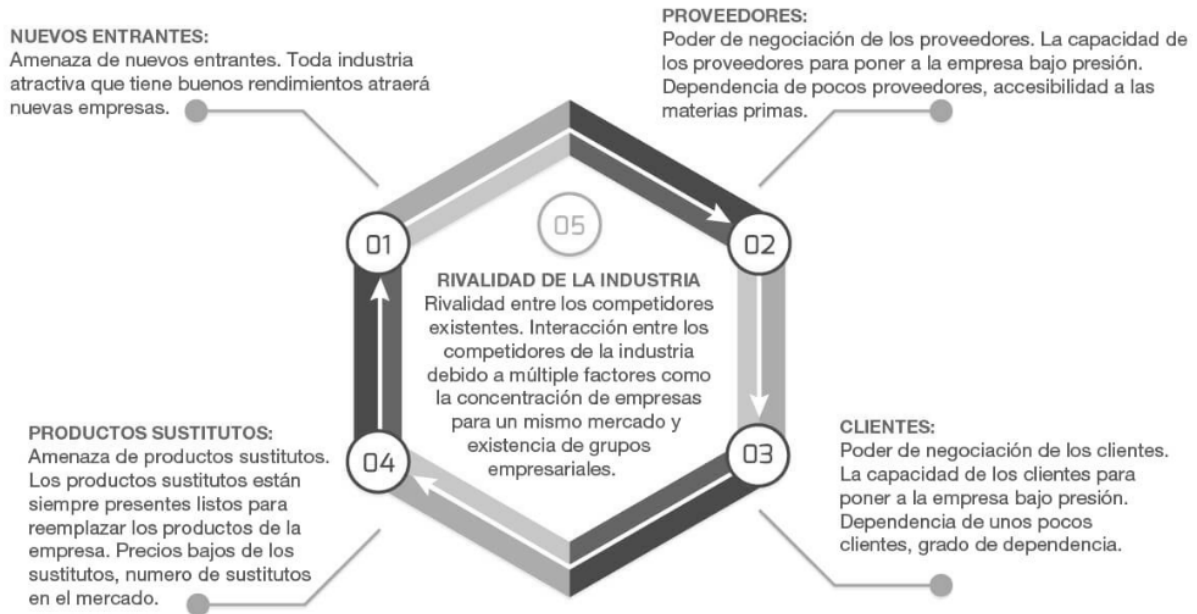 NUEVOS ENTRANTES:
Amenaza de nuevos entrantes. Toda industria
atractiva que tiene buenos rendimientos atraerá
nuevas empresas.
01
PROVEEDORES:
Poder de negociación de los proveedores. La capacidad de
los proveedores para poner a la empresa bajo presión.
Dependencia de pocos proveedores, accesibilidad a las
materias primas.
02
CLIENTES:
Poder de negociación de los clientes.
La capacidad de los clientes para
poner a la empresa bajo presión.
Dependencia de unos pocos
clientes, grado de dependencia.
03
PRODUCTOS SUSTITUTOS:
Amenaza de productos sustitutos.
Los productos sustitutos están
siempre presentes listos para
reemplazar los productos de la
empresa. Precios bajos de los
sustitutos, numero de sustitutos
en el mercado.
04
05
RIVALIDAD DE LA INDUSTRIA
Rivalidad entre los competidores
existentes. Interacción entre los
competidores de la industria
debido a múltiple factores como
la concentración de empresas
para un mismo mercado y
existencia de grupos
empresariales.